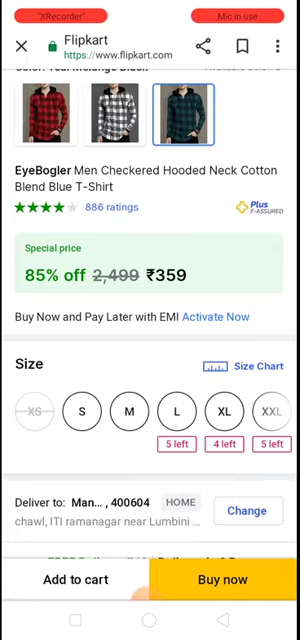 "XRecorder"
Mic in use
Flipkart
https://www.flipkart.com
EyeBogler Men Checkered Hooded Neck Cotton
Blend Blue T-Shirt
886 ratings
Plus
F-ASSURED
Special price
85% off 2,499 ₹359
Buy Now and Pay Later with EMI Activate Now
Size
Size Chart
XS
S
M
L
XL
XXL
5 left
4 left
5 left
Deliver to: Man... , 400604 HOME
Change
chawl, ITI ramanagar near Lumbini ...
Add to cart
Buy now